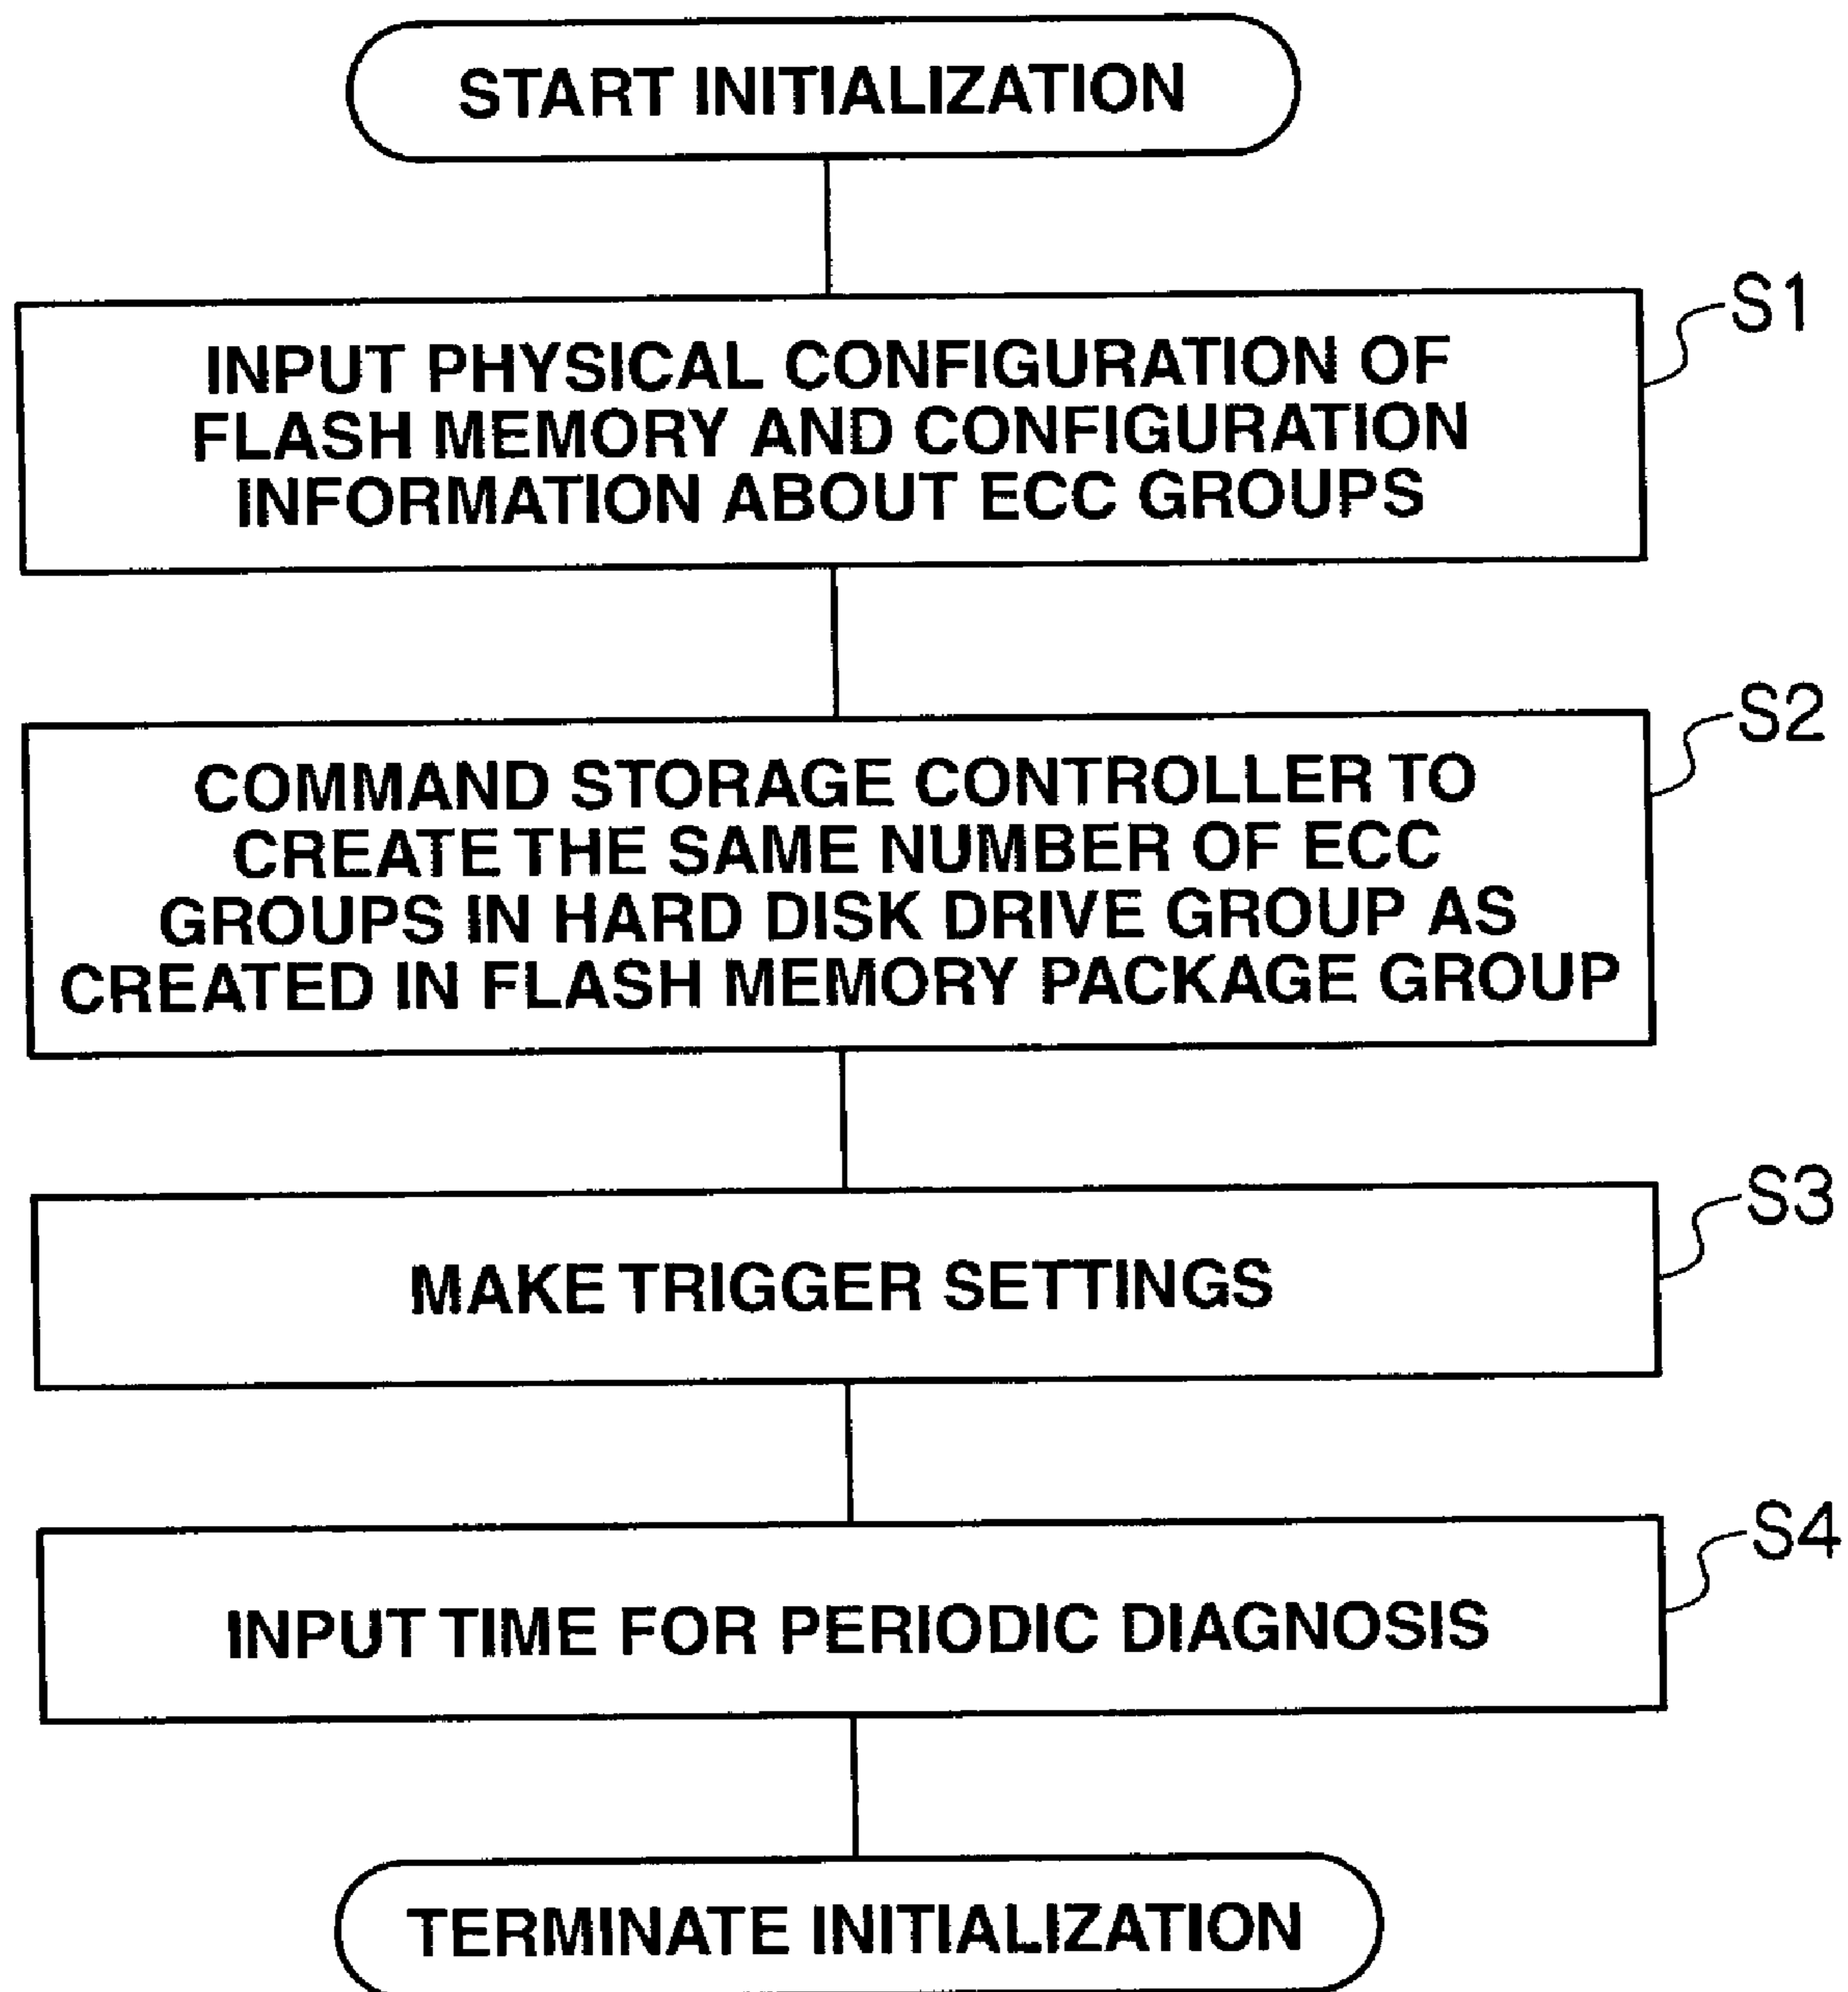 START INITIALIZATION
S1
INPUT PHYSICAL CONFIGURATION OF
FLASH MEMORY AND CONFIGURATION
INFORMATION ABOUT ECC GROUPS
S2
COMMAND STORAGE CONTROLLER TO
CREATE THE SAME NUMBER OF ECC
GROUPS IN HARD DISK DRIVE GROUP AS
CREATED IN FLASH MEMORY PACKAGE GROUP
S3
MAKE TRIGGER SETTINGS
S4
INPUT TIME FOR PERIODIC DIAGNOSIS
TERMINATE INITIALIZATION